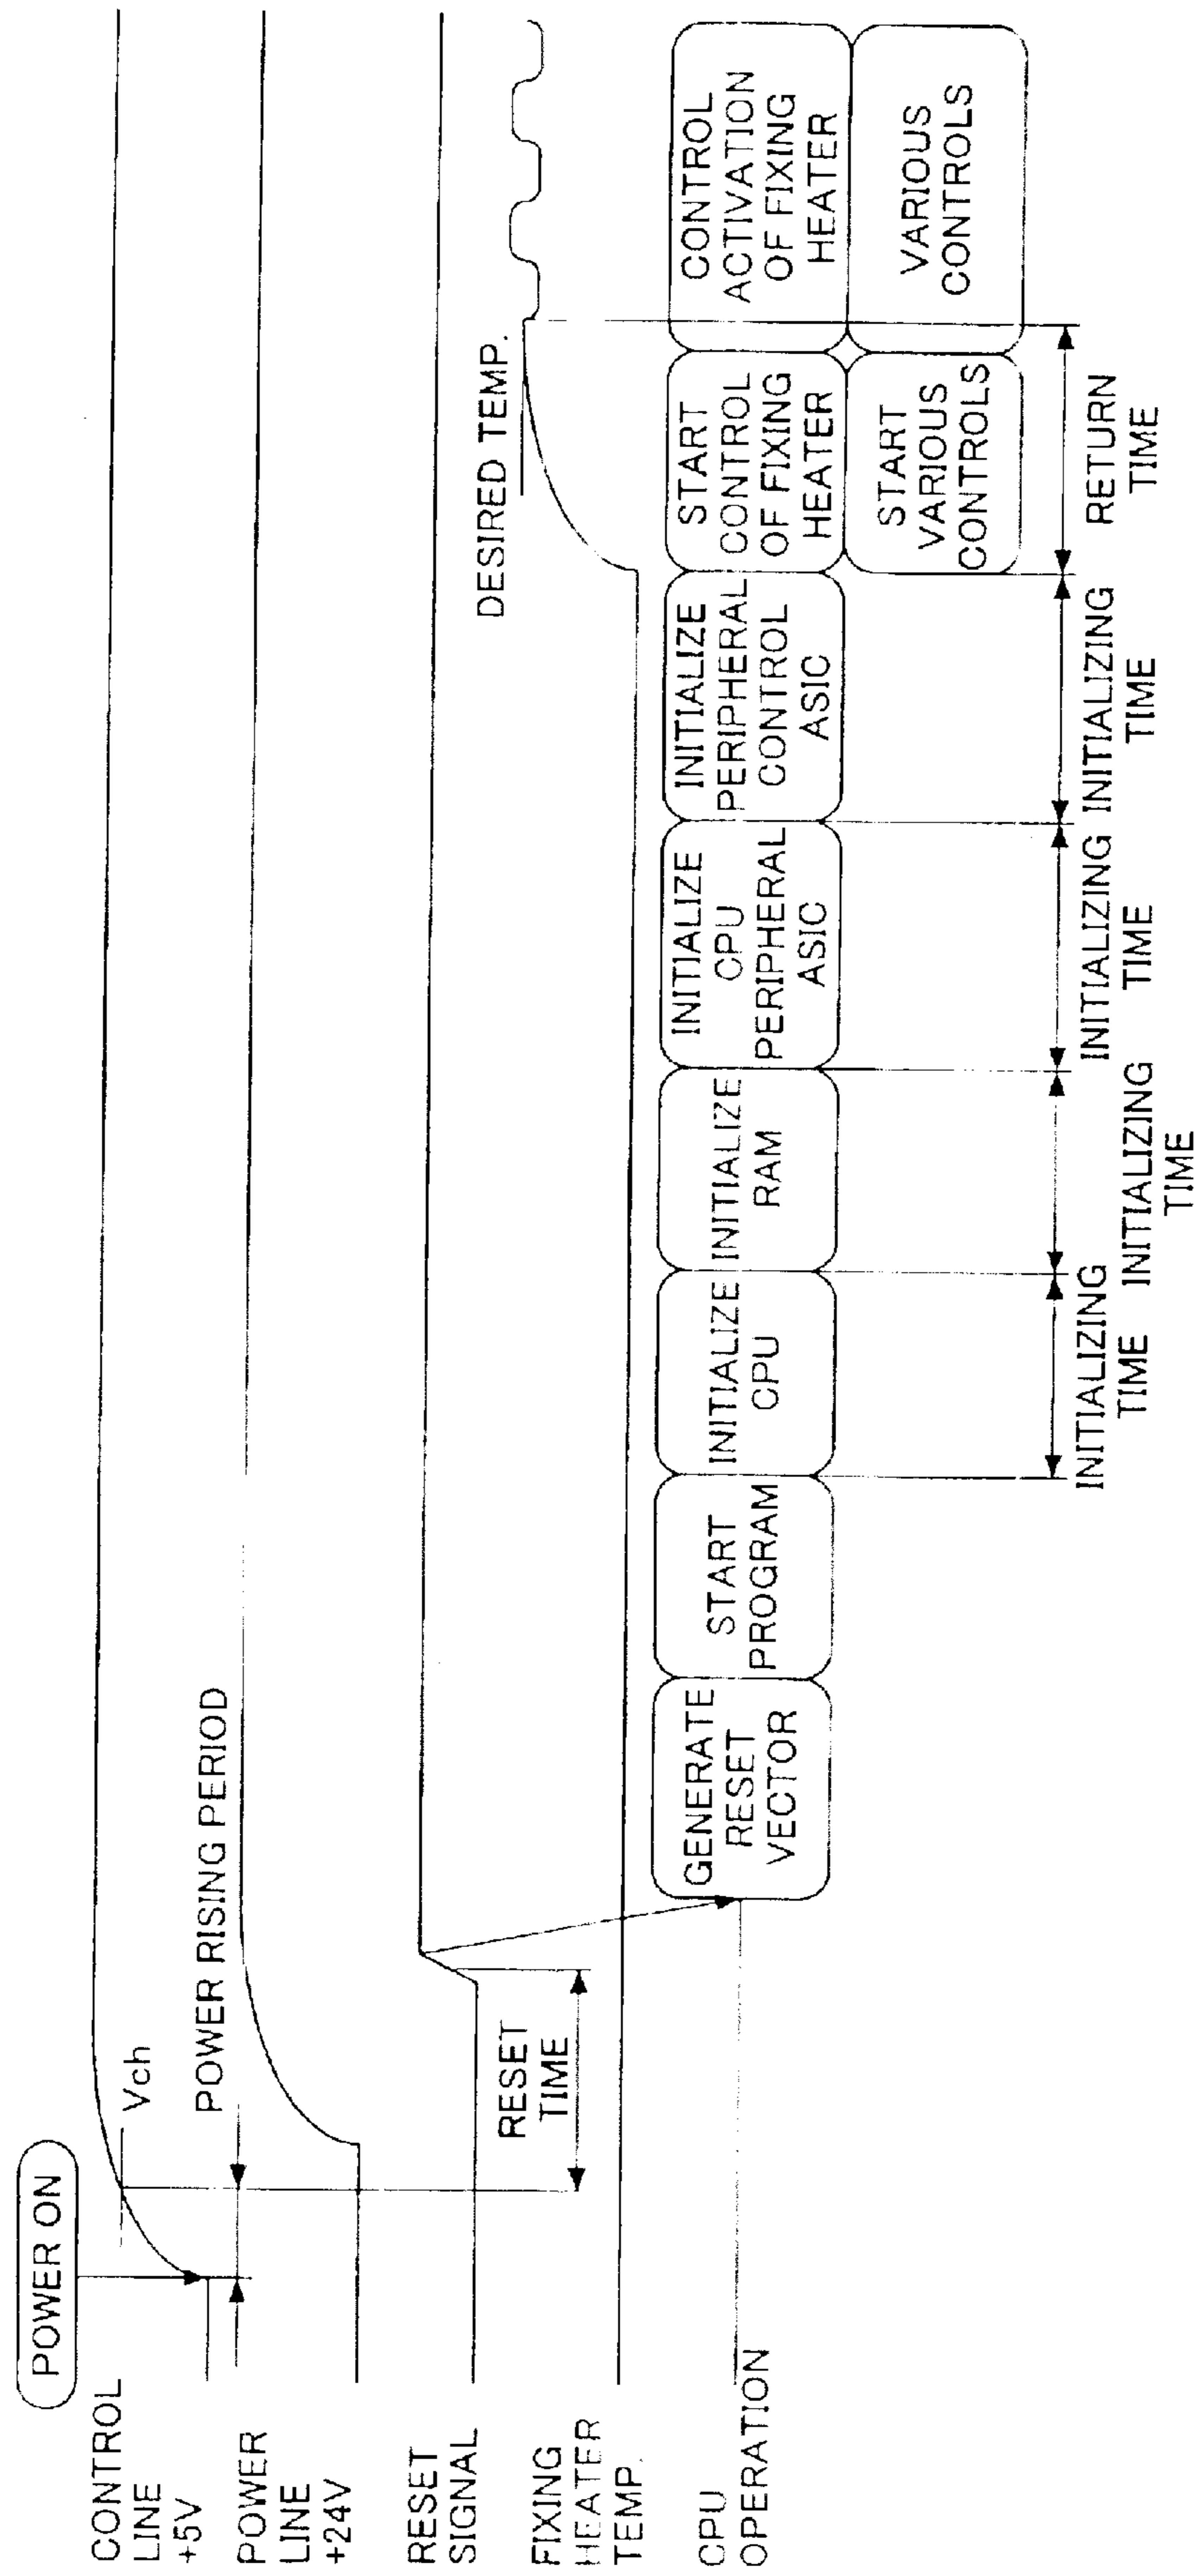 POWER ON
CONTROL
LINE
+5V
Vch
POWER RISING PERIOD
POWER
LINE
+24V
RESET
SIGNAL
RESET
TIME
DESIRED TEMP.
FIXING
HEATER
TEMP.
CPU
OPERATION
GENERATE
RESET
VECTOR
START
PROGRAM
INITIALIZE
CPU
INITIALIZE
RAM
INITIALIZE
CPU
PERIPHERAL
ASIC
INITIALIZE
PERIPHERAL
CONTROL
ASIC
START
CONTROL
OF FIXING
HEATER
CONTROL
ACTIVATION
OF FIXING
HEATER
START
VARIOUS
CONTROLS
VARIOUS
CONTROLS
INITIALIZING
TIME
INITIALIZING
TIME
INITIALIZING
TIME
INITIALIZING
TIME
RETURN
TIME